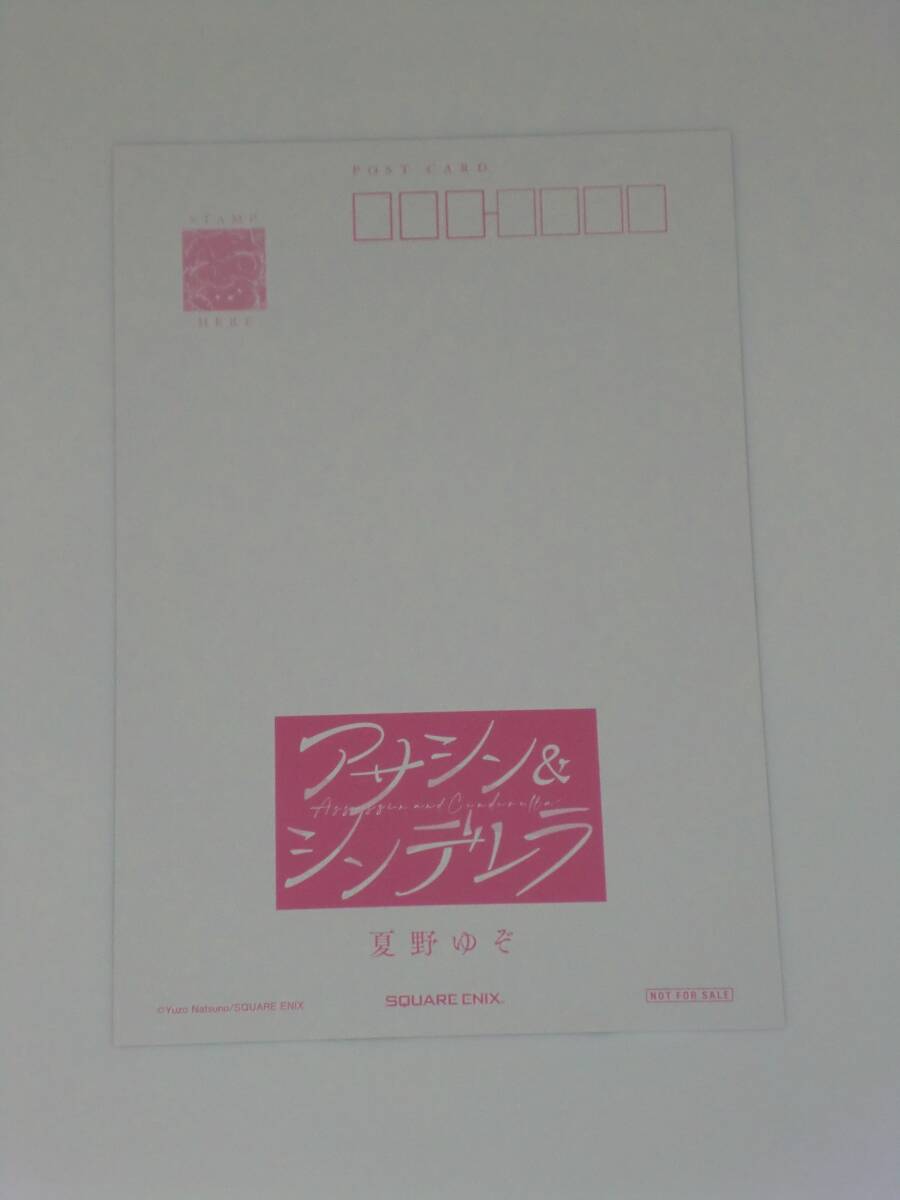 POST CARD
STAMP
HERE
アサシン&
Assassin and Cinderella
シンデレラ
夏野ゆぞ
©Yuzo Natsuno/SQUARE ENIX
SQUARE ENIX.
NOT FOR SALE